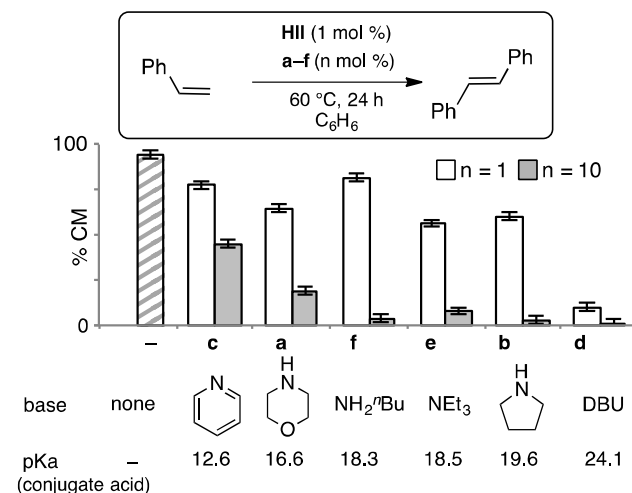 HII (1 mol %)
Ph
a–f (n mol %)
Ph
60 °C, 24 h
Ph
C6H6
100
n = 1 n = 10
% CM
0
– c a f e b d
base none N H N O NH2nBu NEt3 H N DBU
pKa – 12.6 16.6 18.3 18.5 19.6 24.1
(conjugate acid)